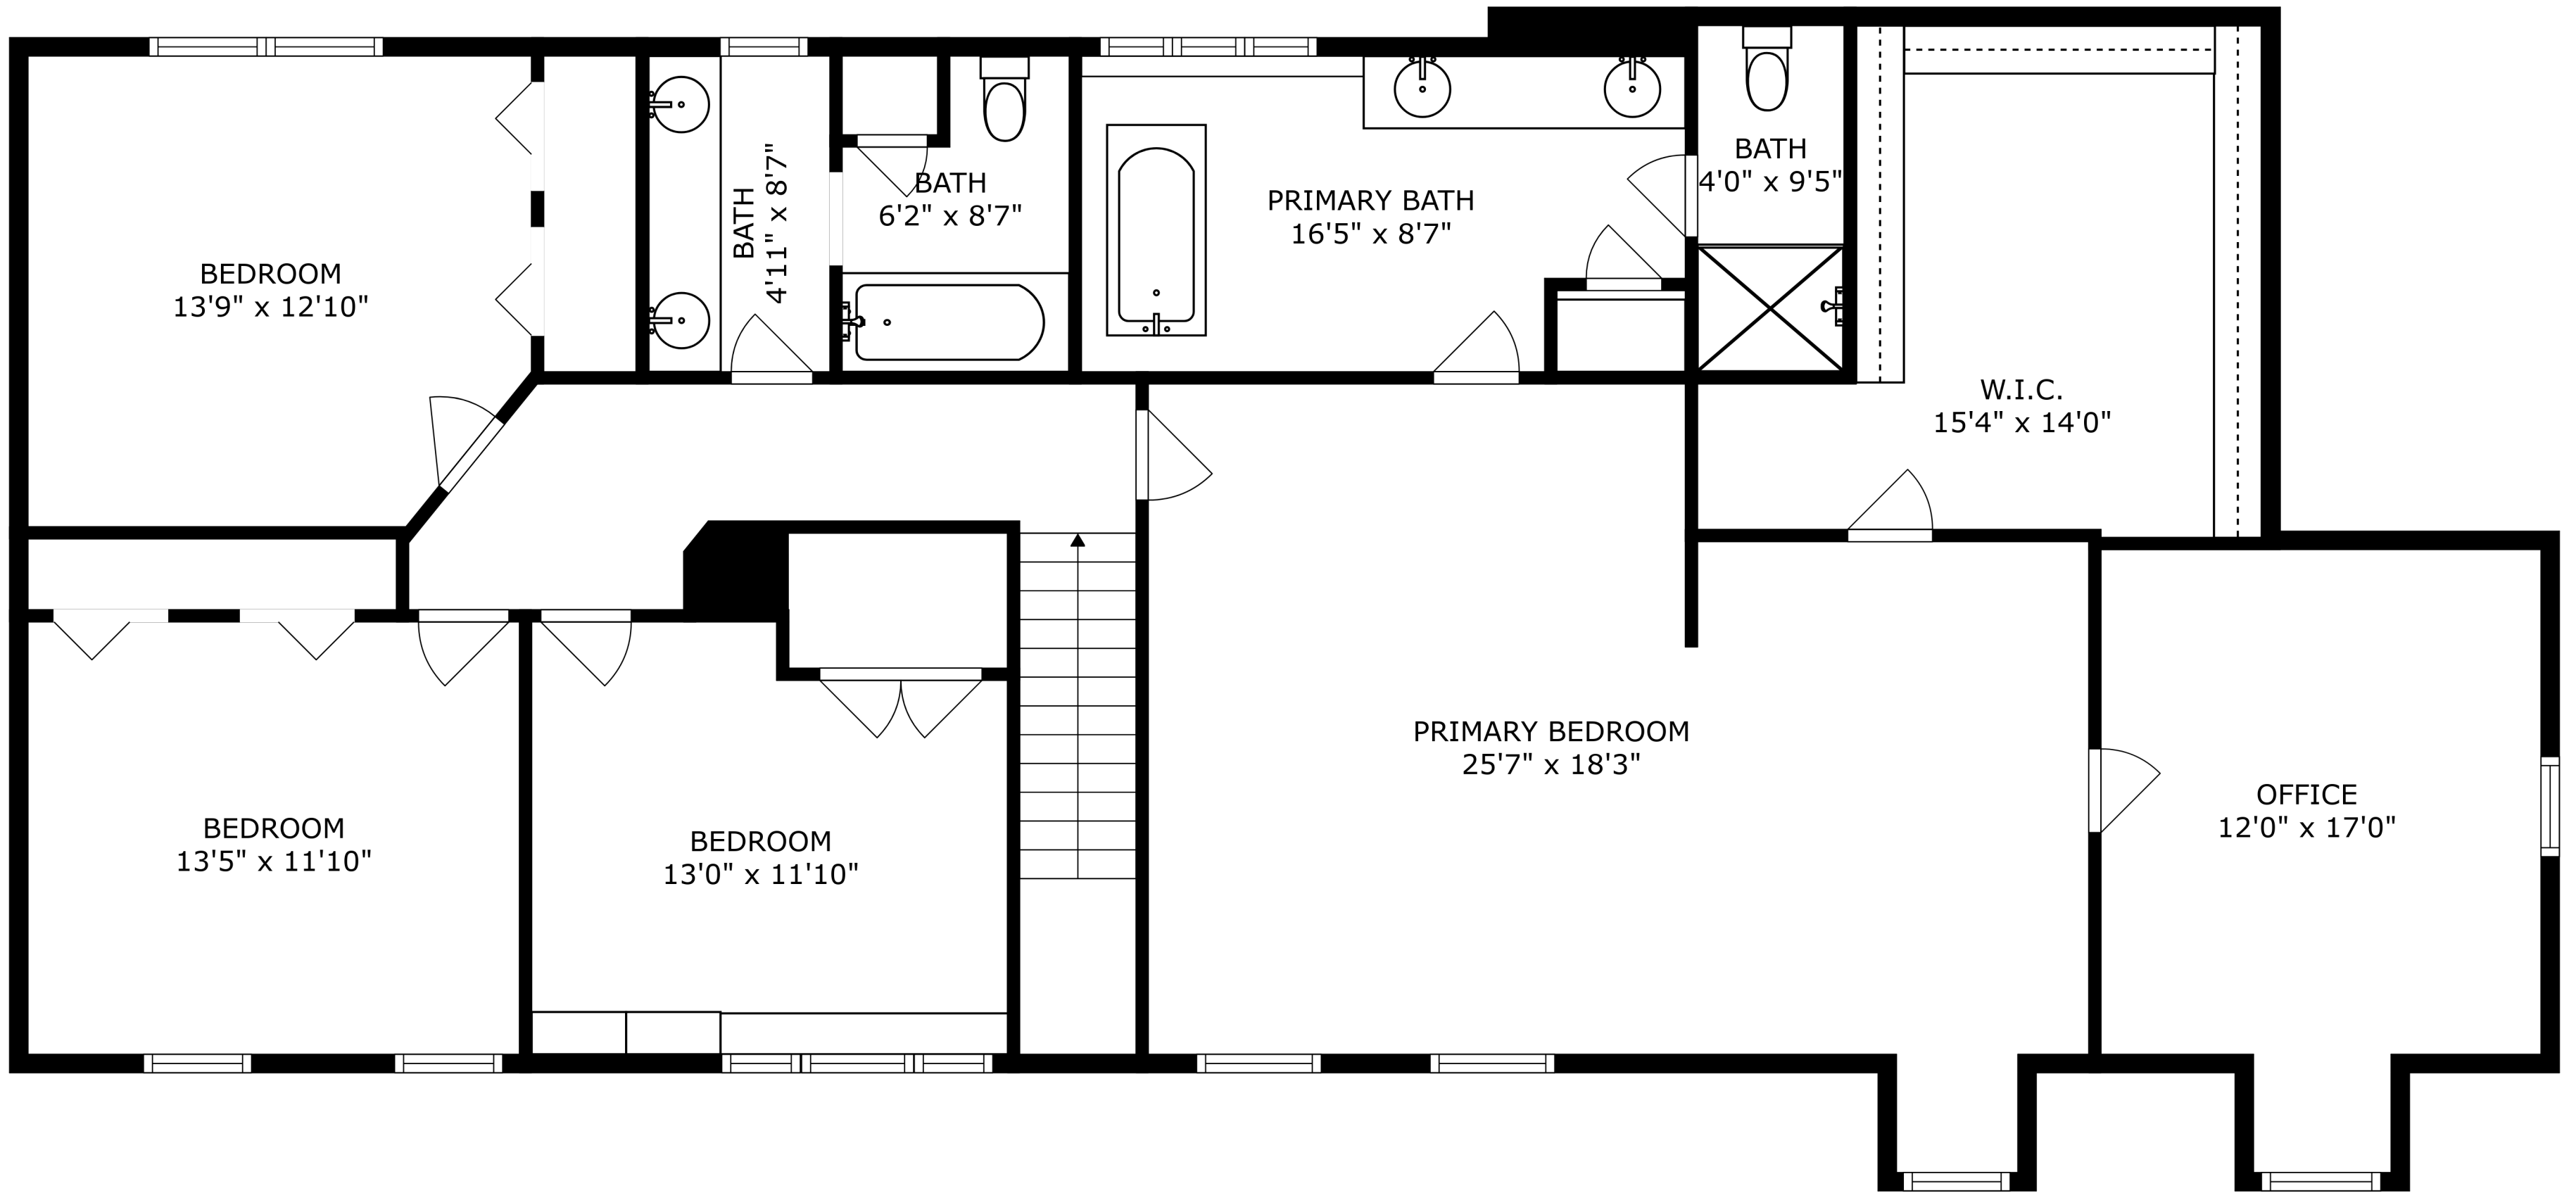 BEDROOM
13'9" x 12'10"
BATH
4'11" x 8'7"
BATH
6'2" x 8'7"
PRIMARY BATH
16'5" x 8'7"
BATH
4'0" x 9'5"
W.I.C.
15'4" x 14'0"
BEDROOM
13'5" x 11'10"
BEDROOM
13'0" x 11'10"
PRIMARY BEDROOM
25'7" x 18'3"
OFFICE
12'0" x 17'0"